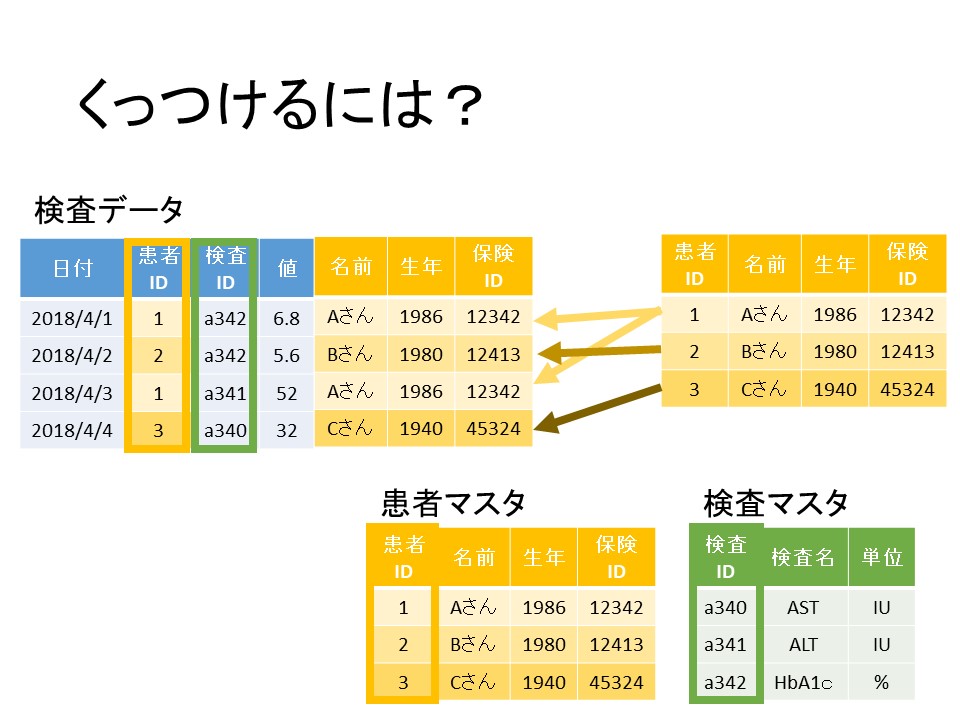 くっつけるには？
検査データ
日付 患者ID 検査ID 値 名前 生年 保険ID
2018/4/1 1 a342 6.8 Aさん 1986 12342
2018/4/2 2 a342 5.6 Bさん 1980 12413
2018/4/3 1 a341 52 Aさん 1986 12342
2018/4/4 3 a340 32 Cさん 1940 45324
患者ID 名前 生年 保険ID
1 Aさん 1986 12342
2 Bさん 1980 12413
3 Cさん 1940 45324
患者マスタ
患者ID 名前 生年 保険ID
1 Aさん 1986 12342
2 Bさん 1980 12413
3 Cさん 1940 45324
検査マスタ
検査ID 検査名 単位
a340 AST IU
a341 ALT IU
a342 HbA1c %